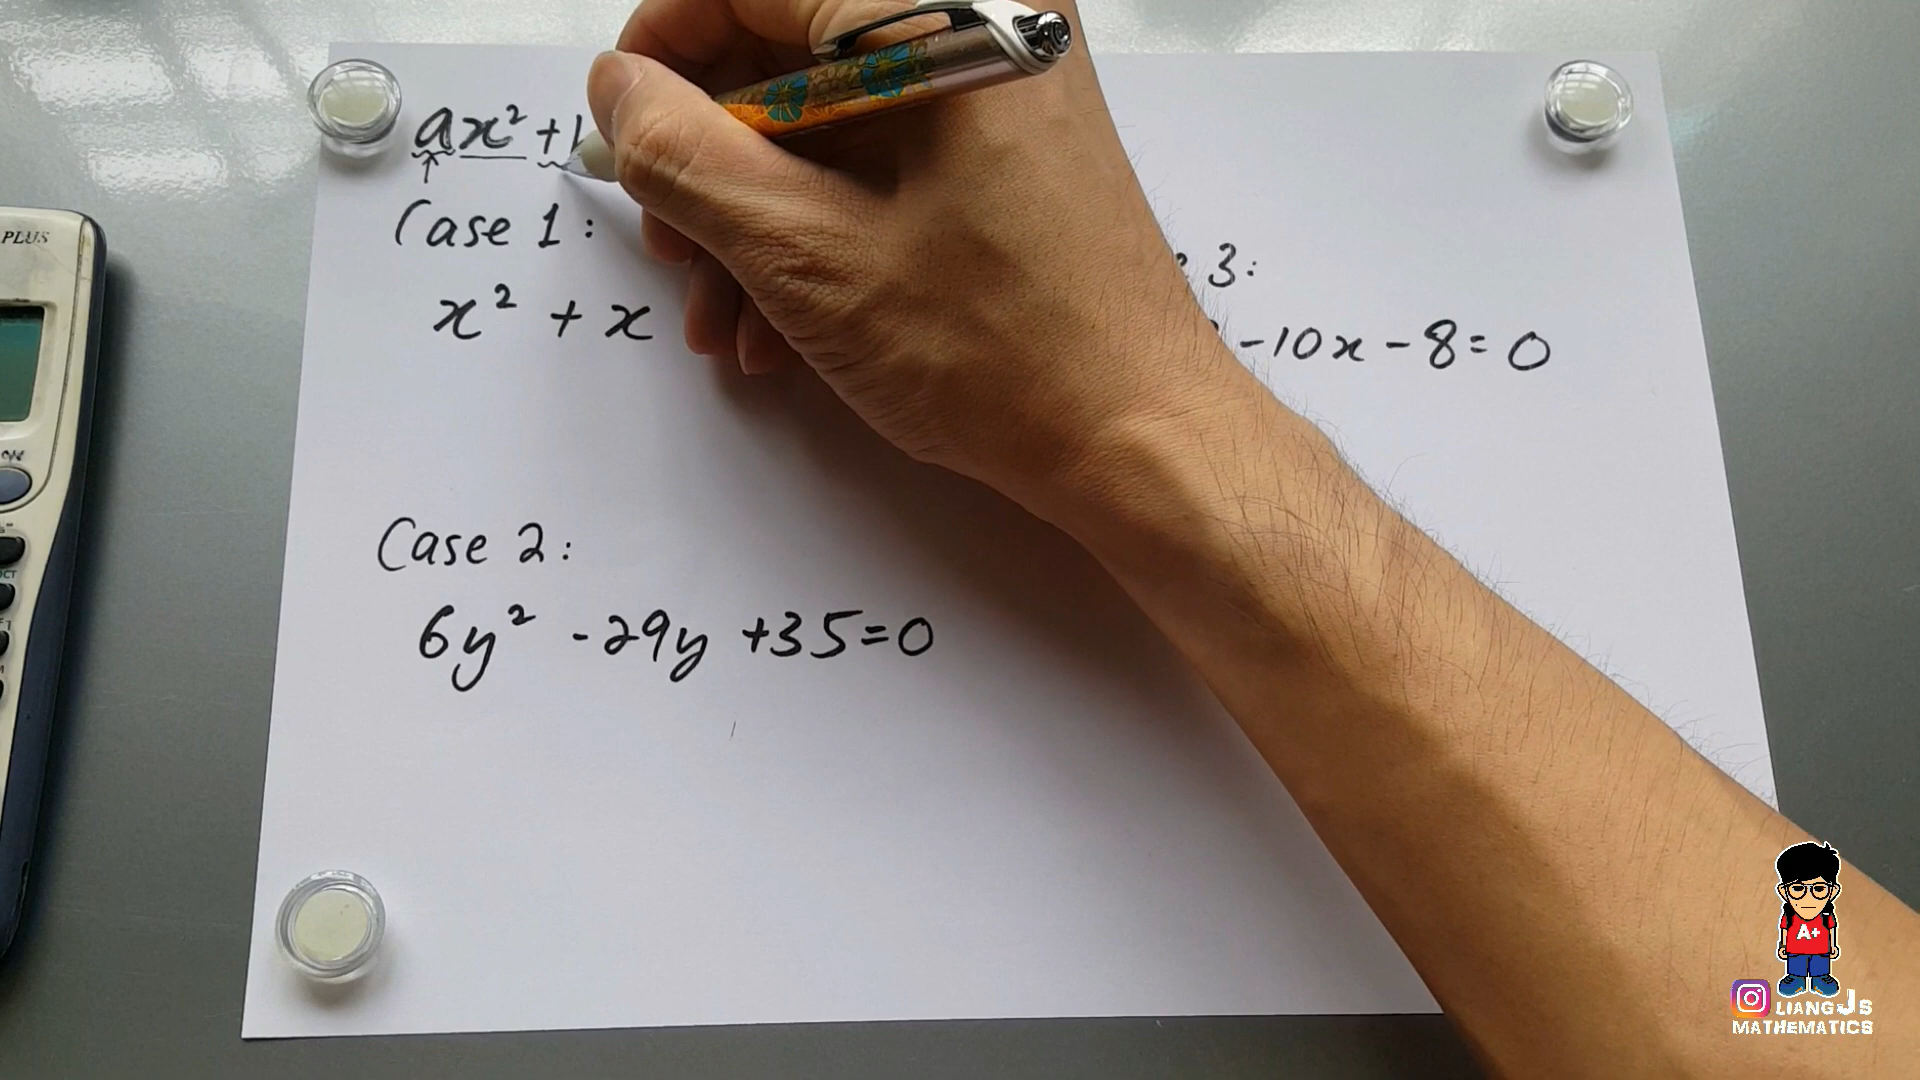 PLUS
ax² +
Case 1:
x² + x
3:
-10x - 8 = 0
Case 2:
6y² - 29y + 35 = 0
A+
LIANGJS
MATHEMATICS